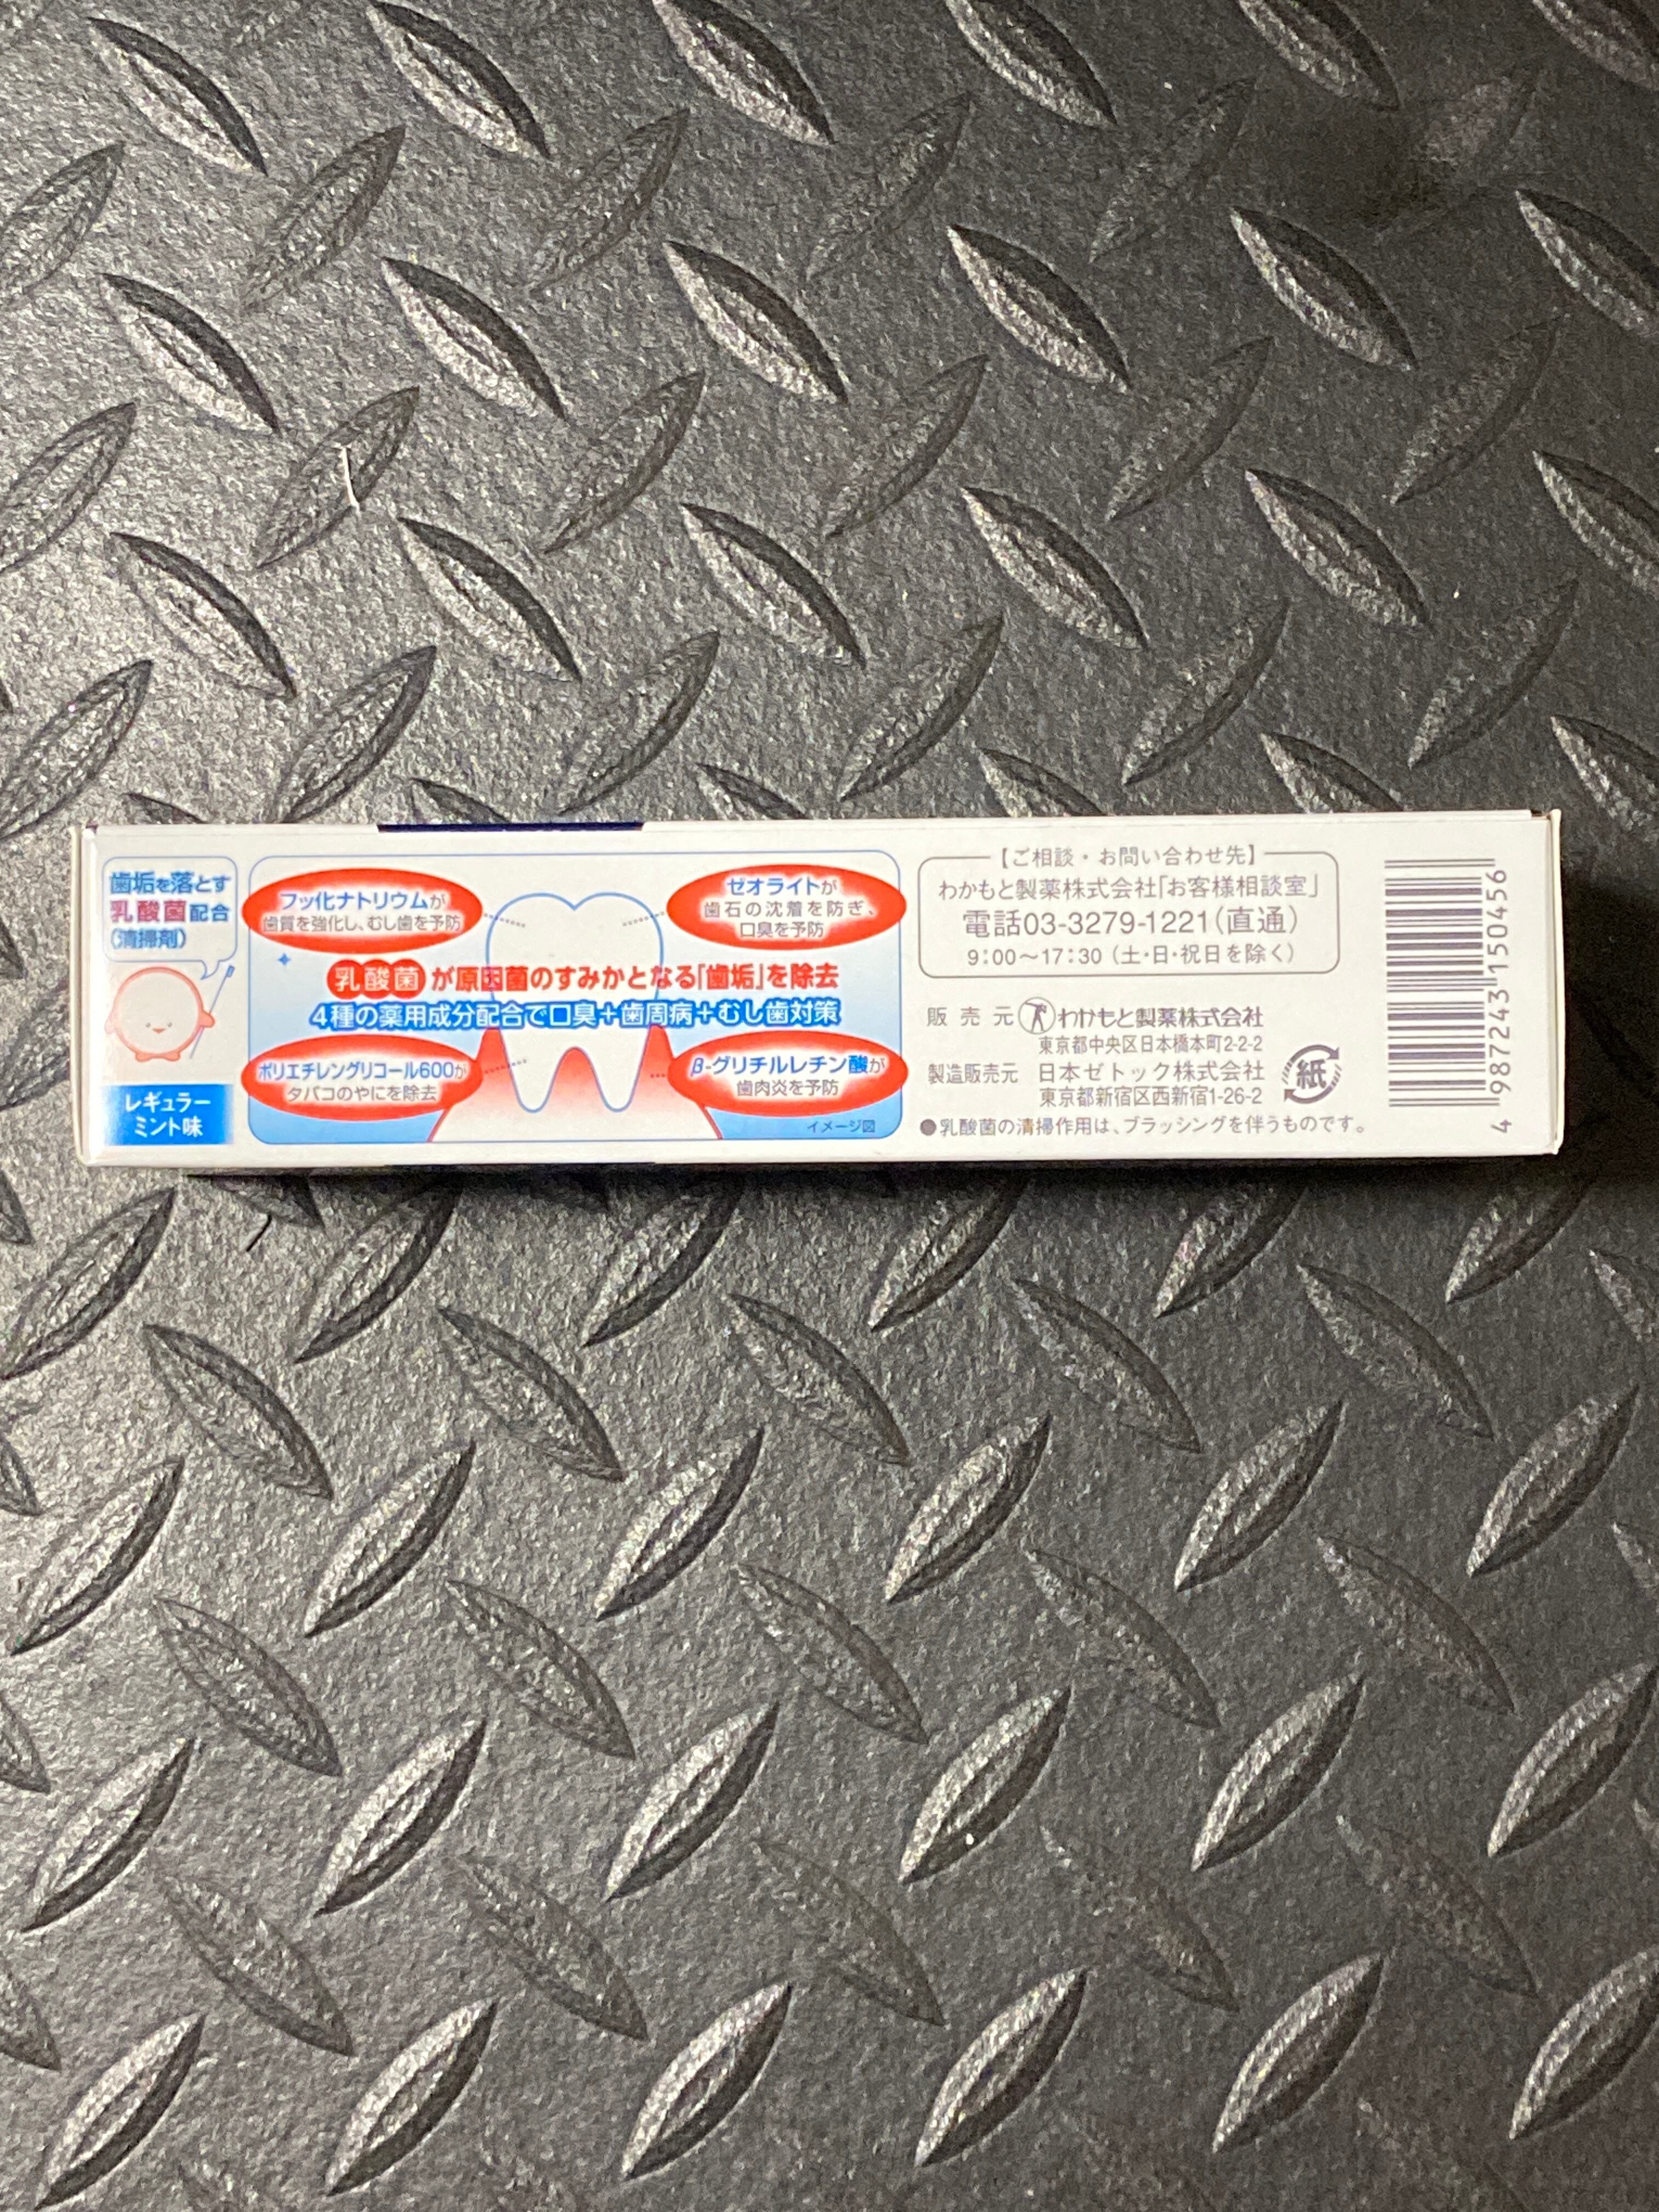 歯垢を落とす
乳酸菌配合
(清掃剤)
レギュラー
ミント味
フッ化ナトリウムが
歯質を強化し、むし歯を予防
ゼオライトが
歯石の沈着を防ぎ、
口臭を予防
乳酸菌が原因菌のすみかとなる「歯垢」を除去
4種の薬用成分配合で口臭+歯周病+むし歯対策
ポリエチレングリコール600が
タバコのやにを除去
β-グリチルレチン酸が
歯肉炎を予防
イメージ図
【ご相談・お問い合わせ先】
わかもと製薬株式会社「お客様相談室」
電話03-3279-1221(直通)
9:00〜17:30(土・日・祝日を除く)
販売元 わかもと製薬株式会社
東京都中央区日本橋本町2-2-2
製造販売元 日本ゼトック株式会社
東京都新宿区西新宿1-26-2
紙
●乳酸菌の清掃作用は、ブラッシングを伴うものです。
4 987243 150456